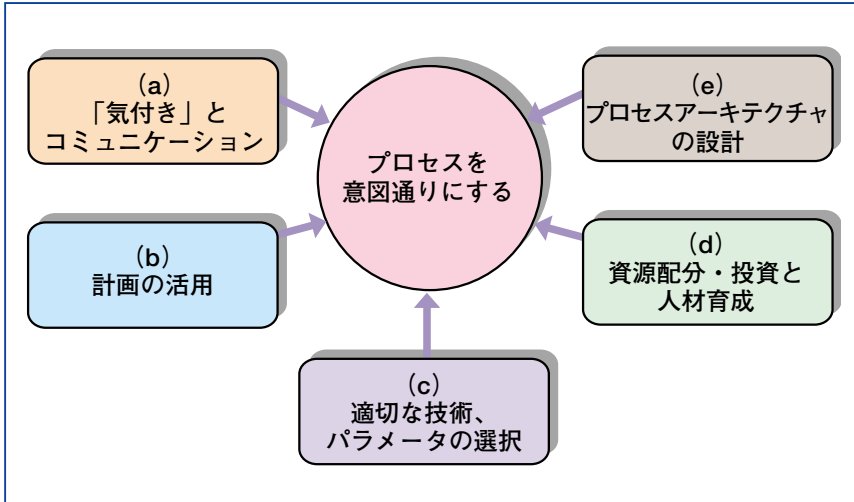 (a)
「気付き」と
コミュニケーション
(b)
計画の活用
(c)
適切な技術、
パラメータの選択
(d)
資源配分・投資と
人材育成
(e)
プロセスアーキテクチャ
の設計
プロセスを
意図通りにする